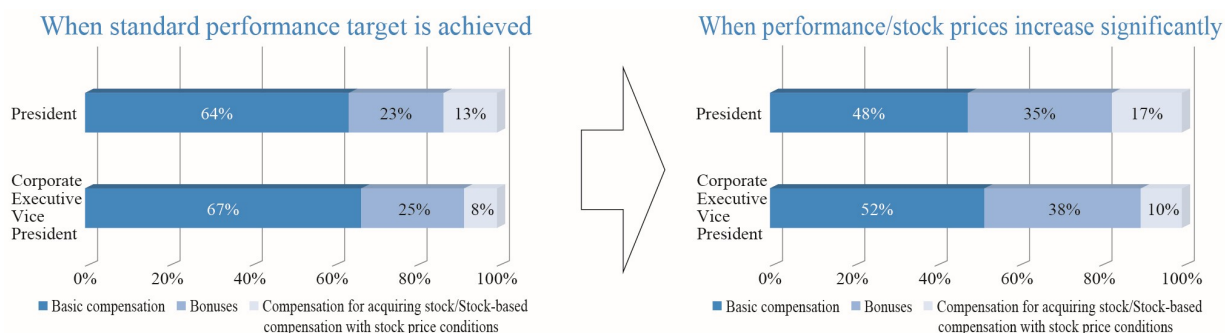 When standard performance target is achieved
President
64%
23%
13%
Corporate
Executive
Vice
President
67%
25%
8%
0%
20%
40%
60%
80%
100%
Basic compensation
Bonuses
Compensation for acquiring stock/Stock-based
compensation with stock price conditions
When performance/stock prices increase significantly
President
48%
35%
17%
Corporate
Executive
Vice
President
52%
38%
10%
0%
20%
40%
60%
80%
100%
Basic compensation
Bonuses
Compensation for acquiring stock/Stock-based
compensation with stock price conditions